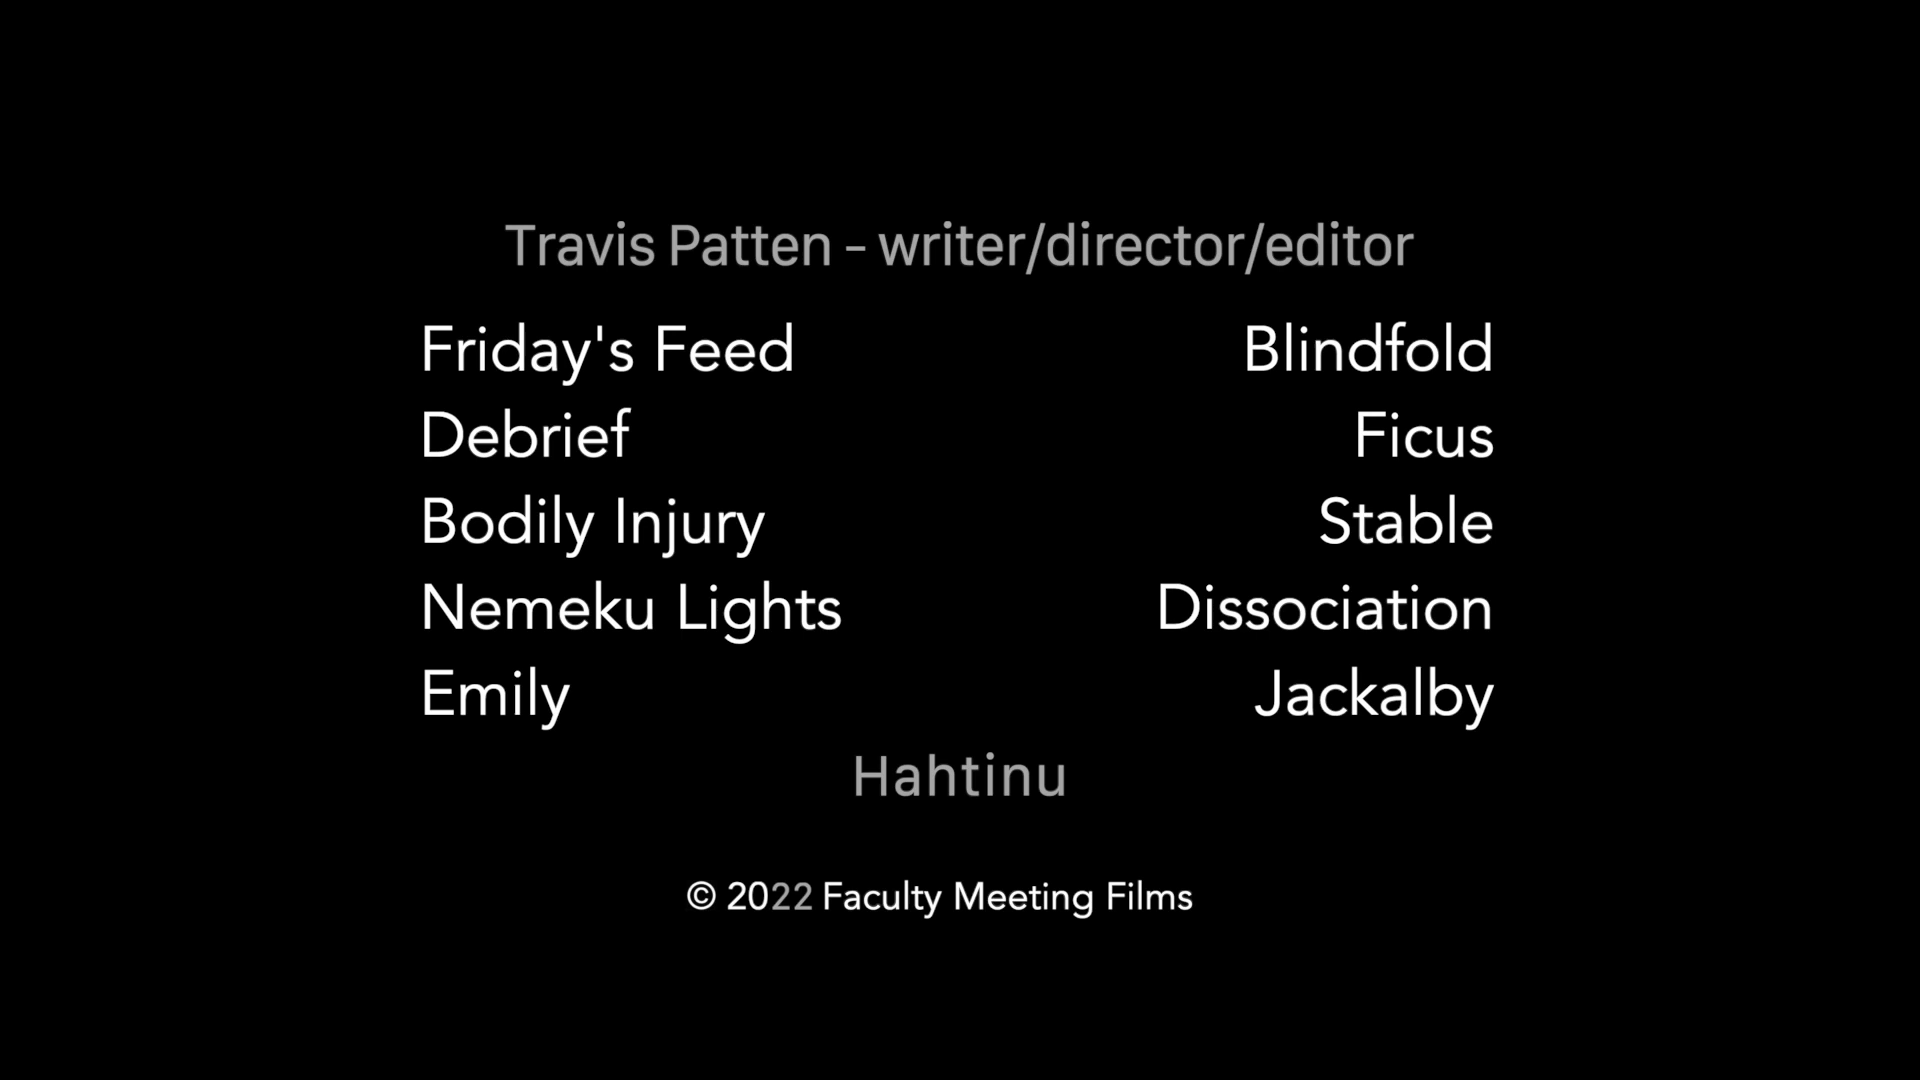 Travis Patten - writer/director/editor
Friday's Feed Blindfold
Debrief Ficus
Bodily Injury Stable
Nemeku Lights Dissociation
Emily Jackalby
Hahtinu
© 2022 Faculty Meeting Films